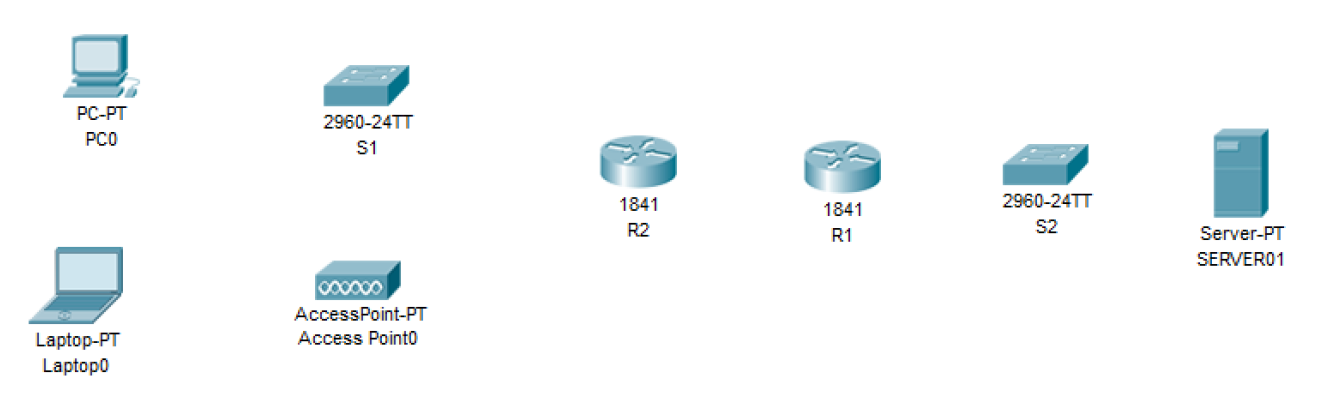 PC-PT
PC0
2960-24TT
S1
1841
R2
1841
R1
2960-24TT
S2
Server-PT
SERVER01
Laptop-PT
Laptop0
AccessPoint-PT
Access Point0